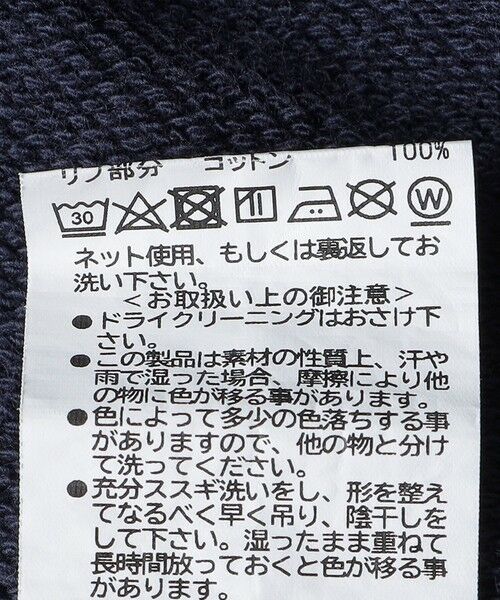 リブ部分 コットン 100%
30 W
ネット使用、もしくは裏返してお
洗い下さい。
＜お取扱い上の御注意＞
●ドライクリーニングはおさけ下
さい。
●この製品は素材の性質上、汗や
雨で湿った場合、摩擦により他
の物に色が移る事があります。
●色によって多少の色落ちする事
がありますので、他の物と分け
て洗ってください。
●充分ススギ洗いをし、形を整え
てなるべく早く吊り、陰干しを
して下さい。湿ったまま重ねて
長時間放っておくと色が移る事
があります。